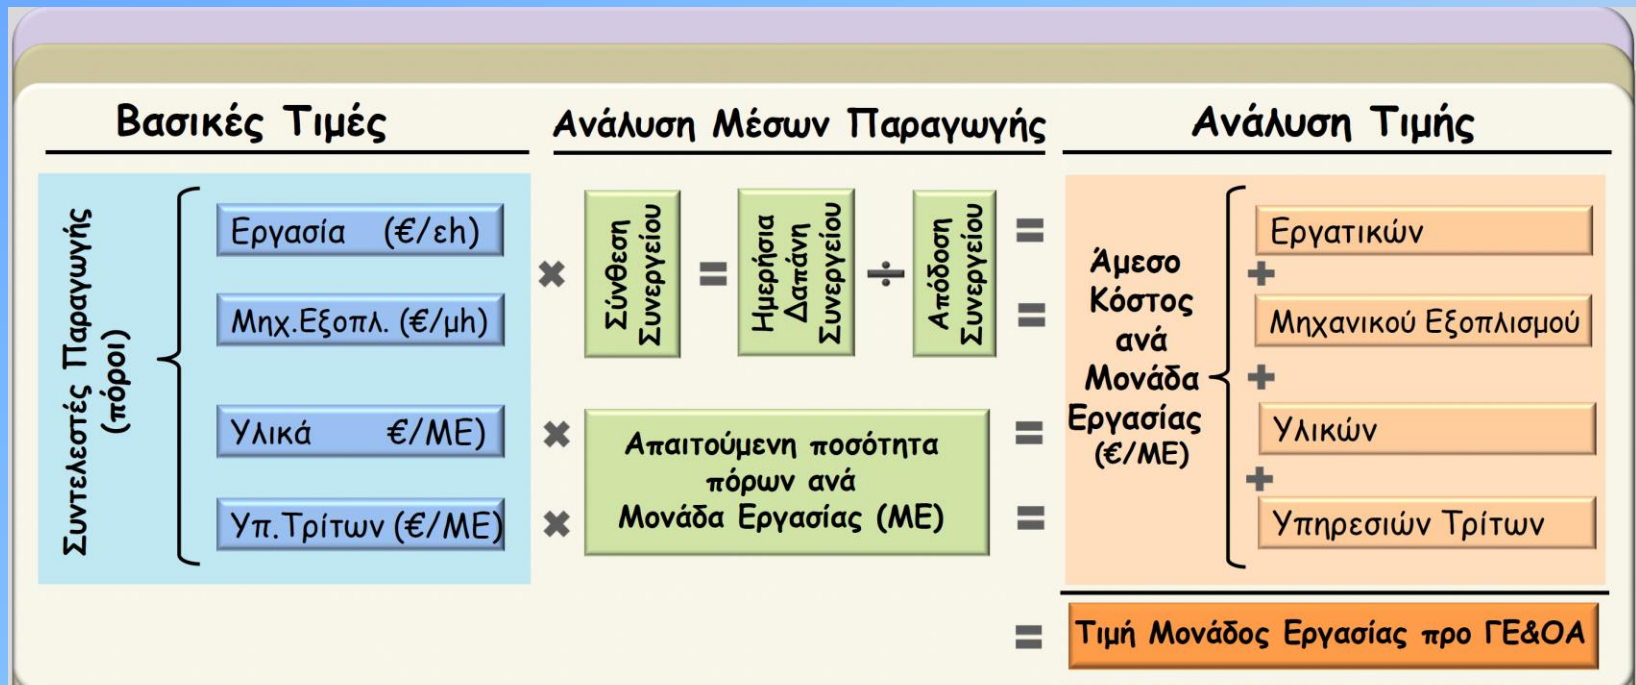 Βασικές Τιμές
Ανάλυση Μέσων Παραγωγής
Ανάλυση Τιμής
Συντελεστές Παραγωγής
(πόροι)
Εργασία (€/εh)
Μηχ.Εξοπλ. (€/μh)
Υλικά €/ΜΕ)
Υπ.Τρίτων (€/ΜΕ)
×
Σύνθεση
Συνεργείου
=
Ημερήσια
Δαπάνη
Συνεργείου
÷
Απόδοση
Συνεργείου
=
=
×
×
Απαιτούμενη ποσότητα
πόρων ανά
Μονάδα Εργασίας (ΜΕ)
=
=
Άμεσο
Κόστος
ανά
Μονάδα
Εργασίας
(€/ΜΕ)
Εργατικών
+
Μηχανικού Εξοπλισμού
+
Υλικών
+
Υπηρεσιών Τρίτων
= Τιμή Μονάδος Εργασίας προ ΓΕ&ΟΑ